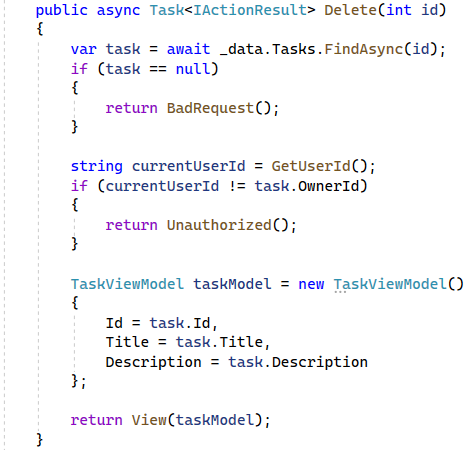 public async Task<IActionResult> Delete(int id)
{
    var task = await _data.Tasks.FindAsync(id);
    if (task == null)
    {
        return BadRequest();
    }

    string currentUserId = GetUserId();
    if (currentUserId != task.OwnerId)
    {
        return Unauthorized();
    }

    TaskViewModel taskModel = new TaskViewModel()
    {
        Id = task.Id,
        Title = task.Title,
        Description = task.Description
    };

    return View(taskModel);
}